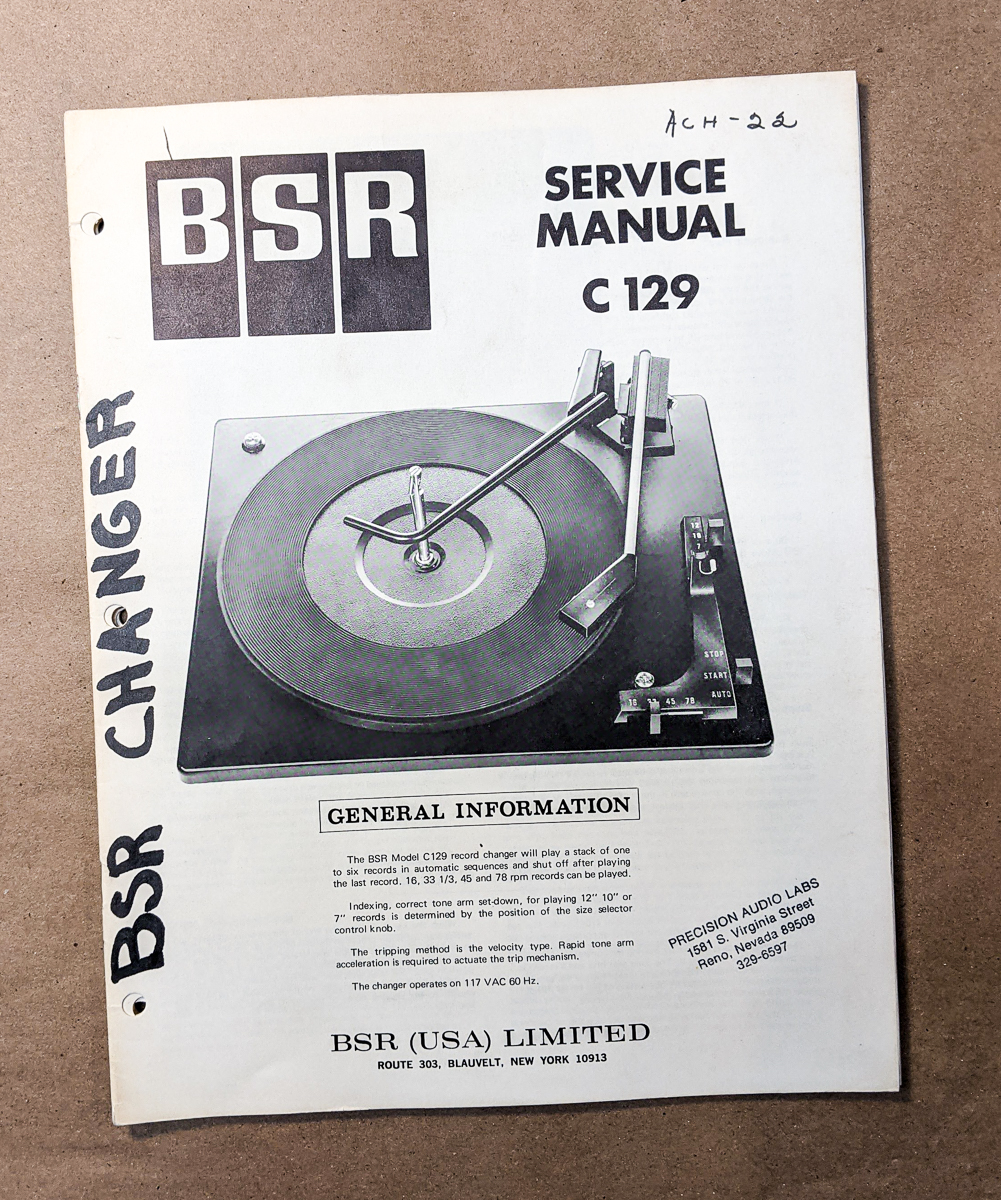 ACH-22
BSR
SERVICE
MANUAL
C 129
BSR CHANGER
12
10
7
STOP
START
AUTO
16 33 45 78
GENERAL INFORMATION
The BSR Model C129 record changer will play a stack of one
to six records in automatic sequences and shut off after playing
the last record. 16, 33 1/3, 45 and 78 rpm records can be played.
Indexing, correct tone arm set-down, for playing 12" 10" or
7" records is determined by the position of the size selector
control knob.
The tripping method is the velocity type. Rapid tone arm
acceleration is required to actuate the trip mechanism.
The changer operates on 117 VAC 60 Hz.
PRECISION AUDIO LABS
1581 S. Virginia Street
Reno, Nevada 89509
329-6597
BSR (USA) LIMITED
ROUTE 303, BLAUVELT, NEW YORK 10913